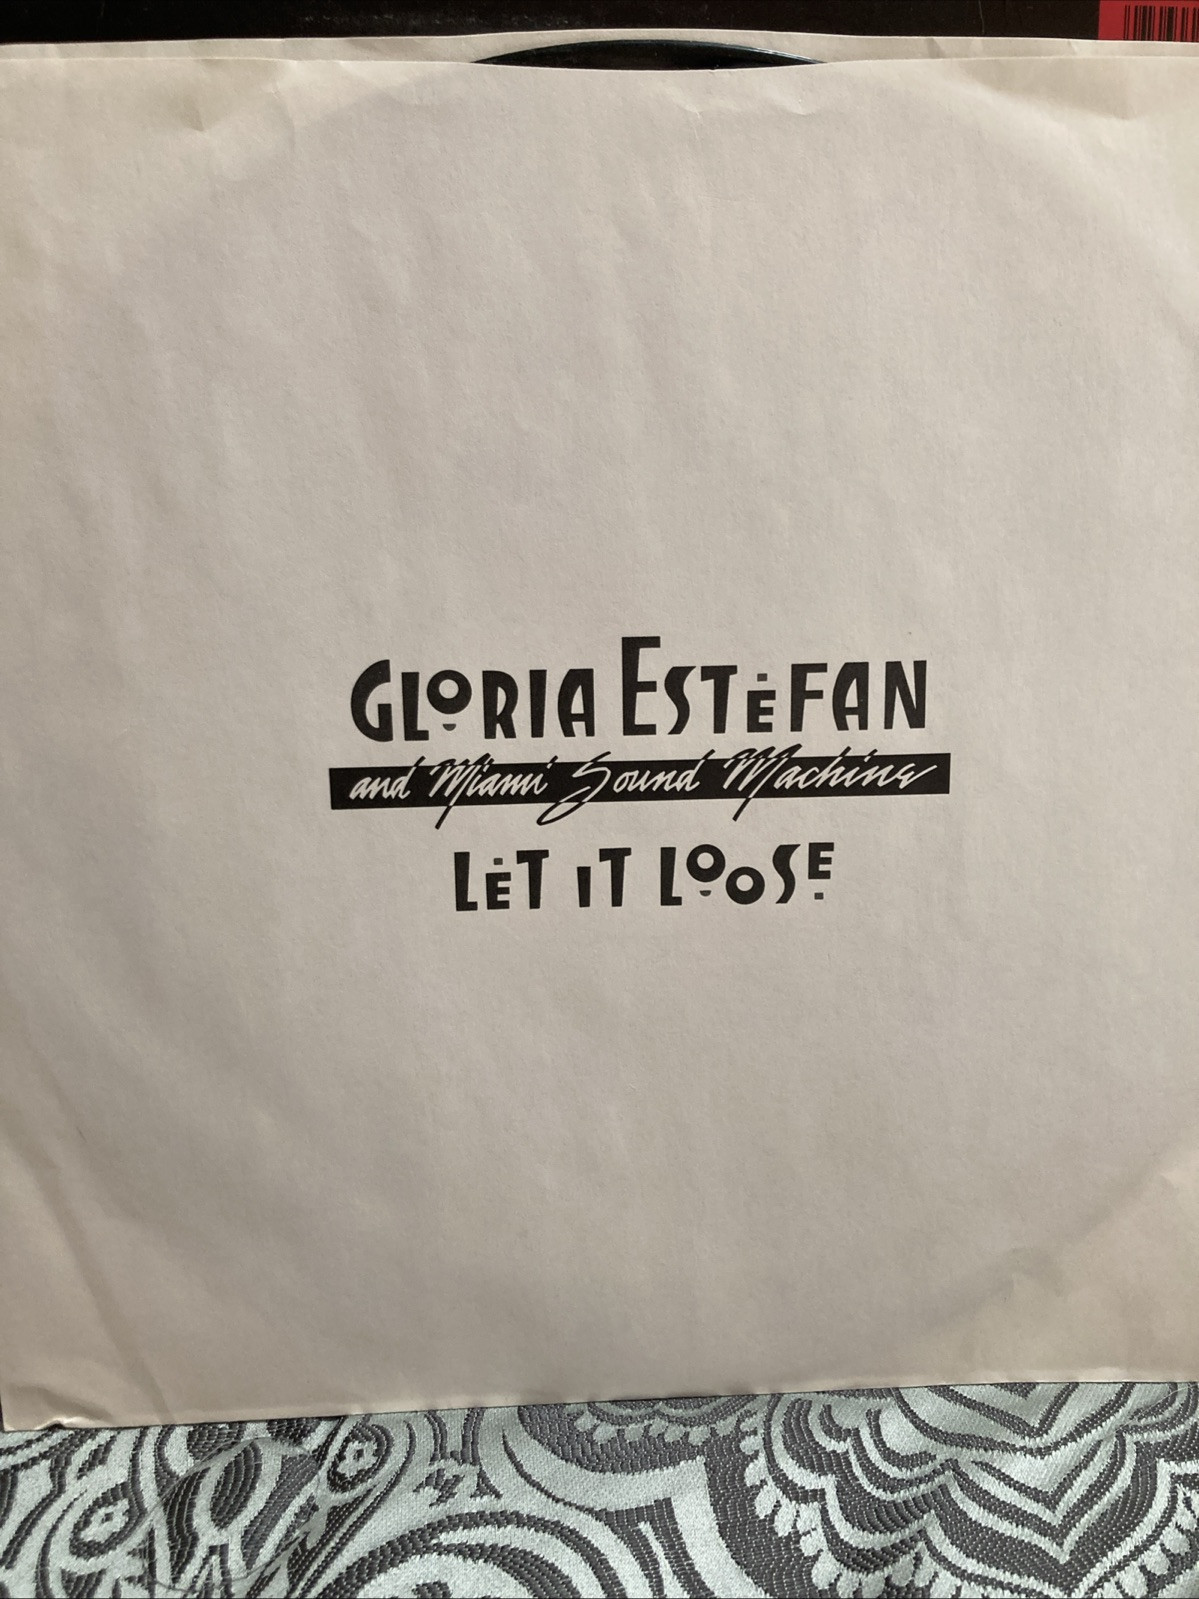 GLORIA ESTEFAN
and Miami Sound Machine
LET IT LOOSE